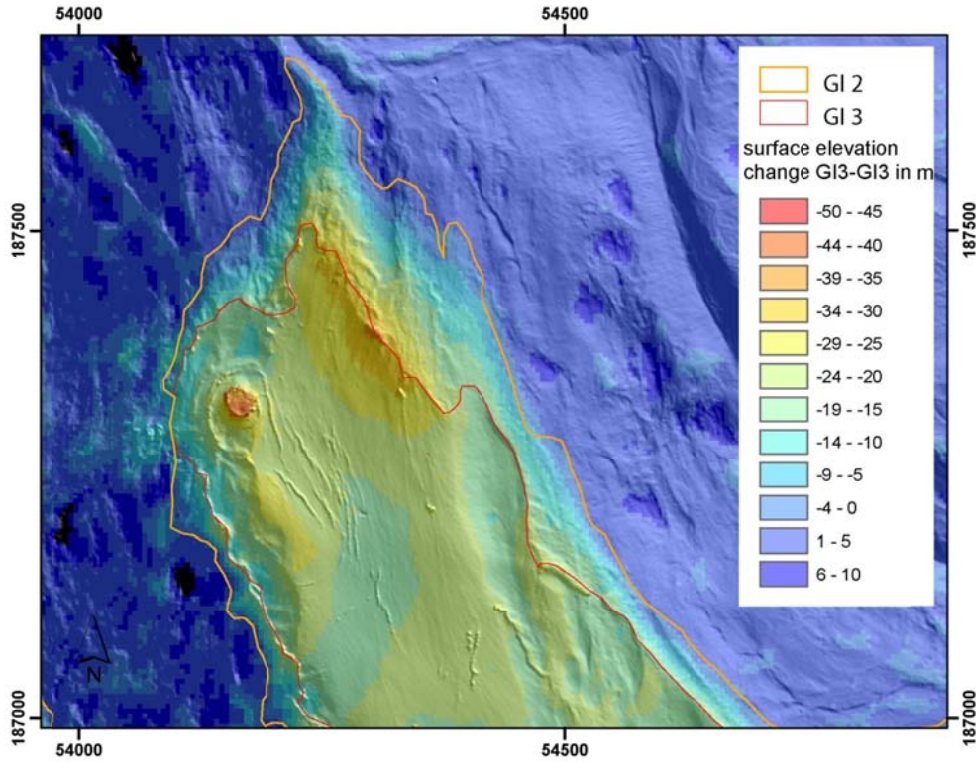 54000 54500
GI 2
GI 3
surface elevation
change GI3-GI3 in m
-50 - -45
-44 - -40
-39 - -35
-34 - -30
-29 - -25
-24 - -20
-19 - -15
-14 - -10
-9 - -5
-4 - 0
1 - 5
6 - 10
187500 187500
N
187000 187000
54000 54500